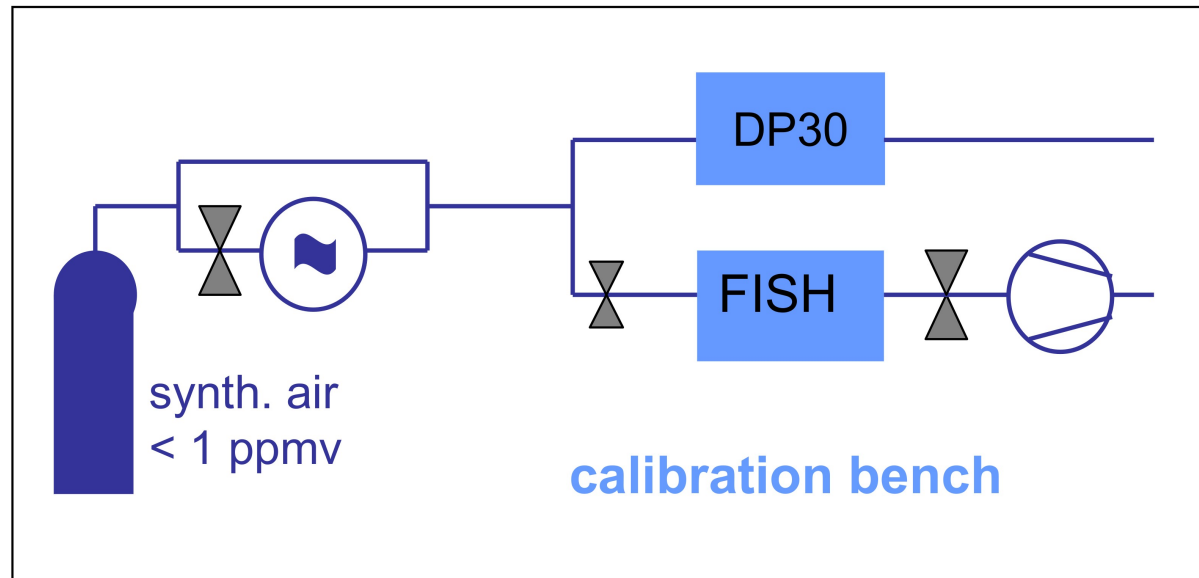 DP30
FISH
synth. air
< 1 ppmv
calibration bench